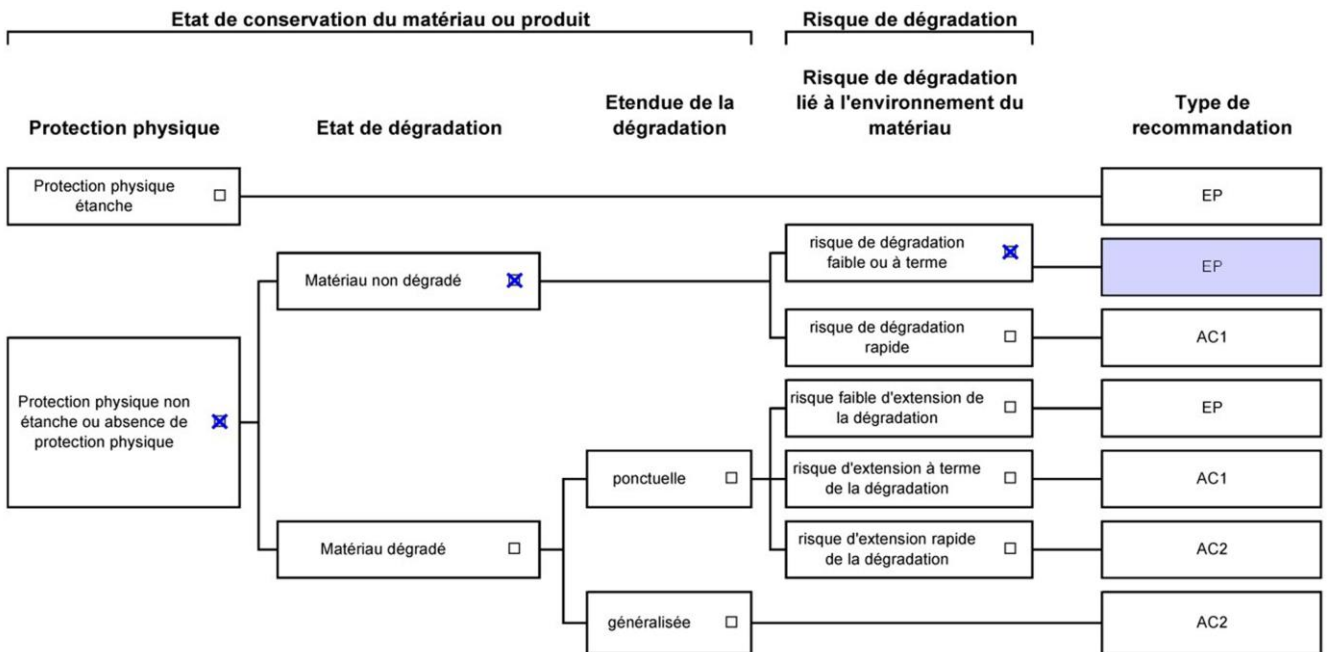 Etat de conservation du matériau ou produit
Risque de dégradation
Protection physique
Etat de dégradation
Etendue de la
dégradation
Risque de dégradation
lié à l'environnement du
matériau
Type de
recommandation
Protection physique
étanche
EP
Matériau non dégradé
risque de dégradation
faible ou à terme
EP
risque de dégradation
rapide
AC1
Protection physique non
étanche ou absence de
protection physique
risque faible d'extension de
la dégradation
EP
ponctuelle
risque d'extension à terme
de la dégradation
AC1
Matériau dégradé
risque d'extension rapide
de la dégradation
AC2
généralisée
AC2